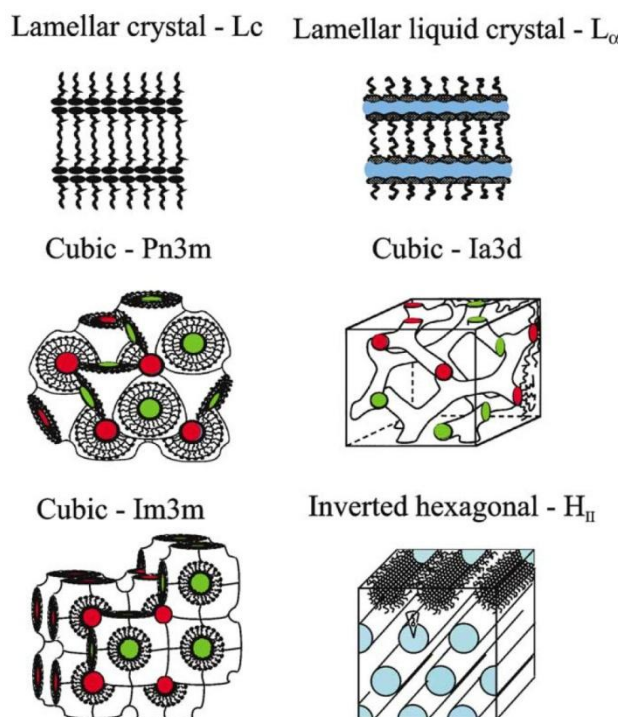 Lamellar crystal - Lc
Lamellar liquid crystal - Lα
Cubic - Pn3m
Cubic - Ia3d
Cubic - Im3m
Inverted hexagonal - HII